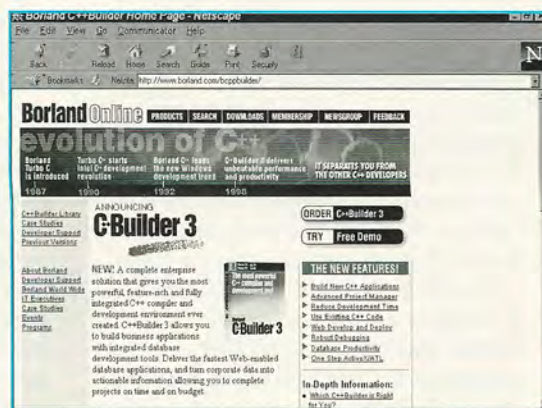 Borland C++Builder Home Page - Netscape
File Edit View Go Communicator Help
Back Reload Home Search Guide Print Security
N
Bookmarks Netsite: http://www.borland.com/bcppbuilder/
Borland Online PRODUCTS SEARCH DOWNLOADS MEMBERSHIP NEWSGROUP FEEDBACK
evolution of C++
Borland Turbo C is introduced
1987
Turbo C++ starts Intel C++ development revolution
1990
Borland C++ leads the new Windows development trend
1992
C++Builder 3 delivers unbeatable performance and productivity
1998
IT SEPARATES YOU FROM
THE OTHER C++ DEVELOPERS
C++Builder Library
Case Studies
Developer Support
Previous Versions
About Borland
Developer Support
Borland World Wide
IT Executives
Case Studies
Events
Programs
ANNOUNCING
C++Builder 3
NEW! A complete enterprise
solution that gives you the most
powerful, feature-rich and fully
integrated C++ compiler and
development environment ever
created. C++Builder 3 allows you
to build business applications
with integrated database
development tools. Deliver the fastest Web-enabled
database applications, and turn corporate data into
actionable information allowing you to complete
projects on time and on budget.
C++Builder 3
ORDER C++Builder 3
TRY Free Demo
THE NEW FEATURES!
Build New C++ Applications
Advanced Project Manager
Reduce Development Time
Use Existing C++ Code
Web Develop and Deploy
Robust Debugging
Database Productivity
One Step ActiveX/ATL
In-Depth Information:
Which C++Builder is Right
for You?